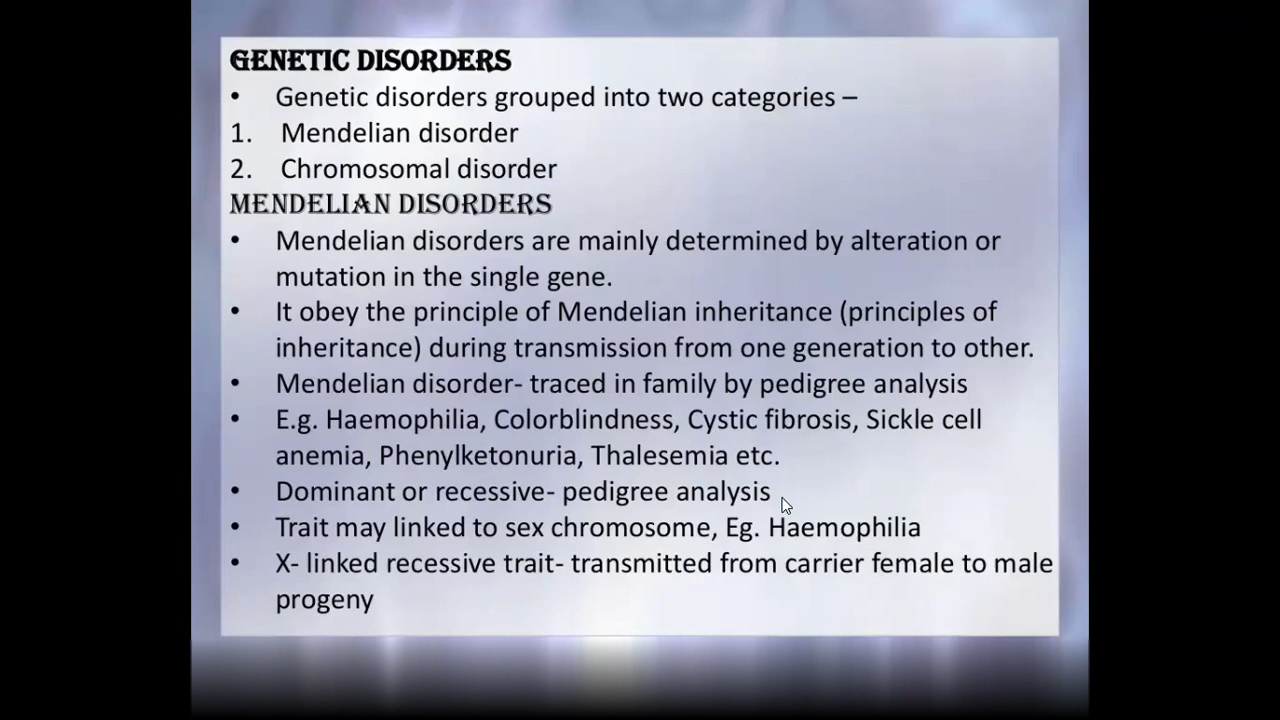 GENETIC DISORDERS
• Genetic disorders grouped into two categories –
1. Mendelian disorder
2. Chromosomal disorder
MENDELIAN DISORDERS
• Mendelian disorders are mainly determined by alteration or
mutation in the single gene.
• It obey the principle of Mendelian inheritance (principles of
inheritance) during transmission from one generation to other.
• Mendelian disorder- traced in family by pedigree analysis
• E.g. Haemophilia, Colorblindness, Cystic fibrosis, Sickle cell
anemia, Phenylketonuria, Thalesemia etc.
• Dominant or recessive- pedigree analysis
• Trait may linked to sex chromosome, Eg. Haemophilia
• X- linked recessive trait- transmitted from carrier female to male
progeny